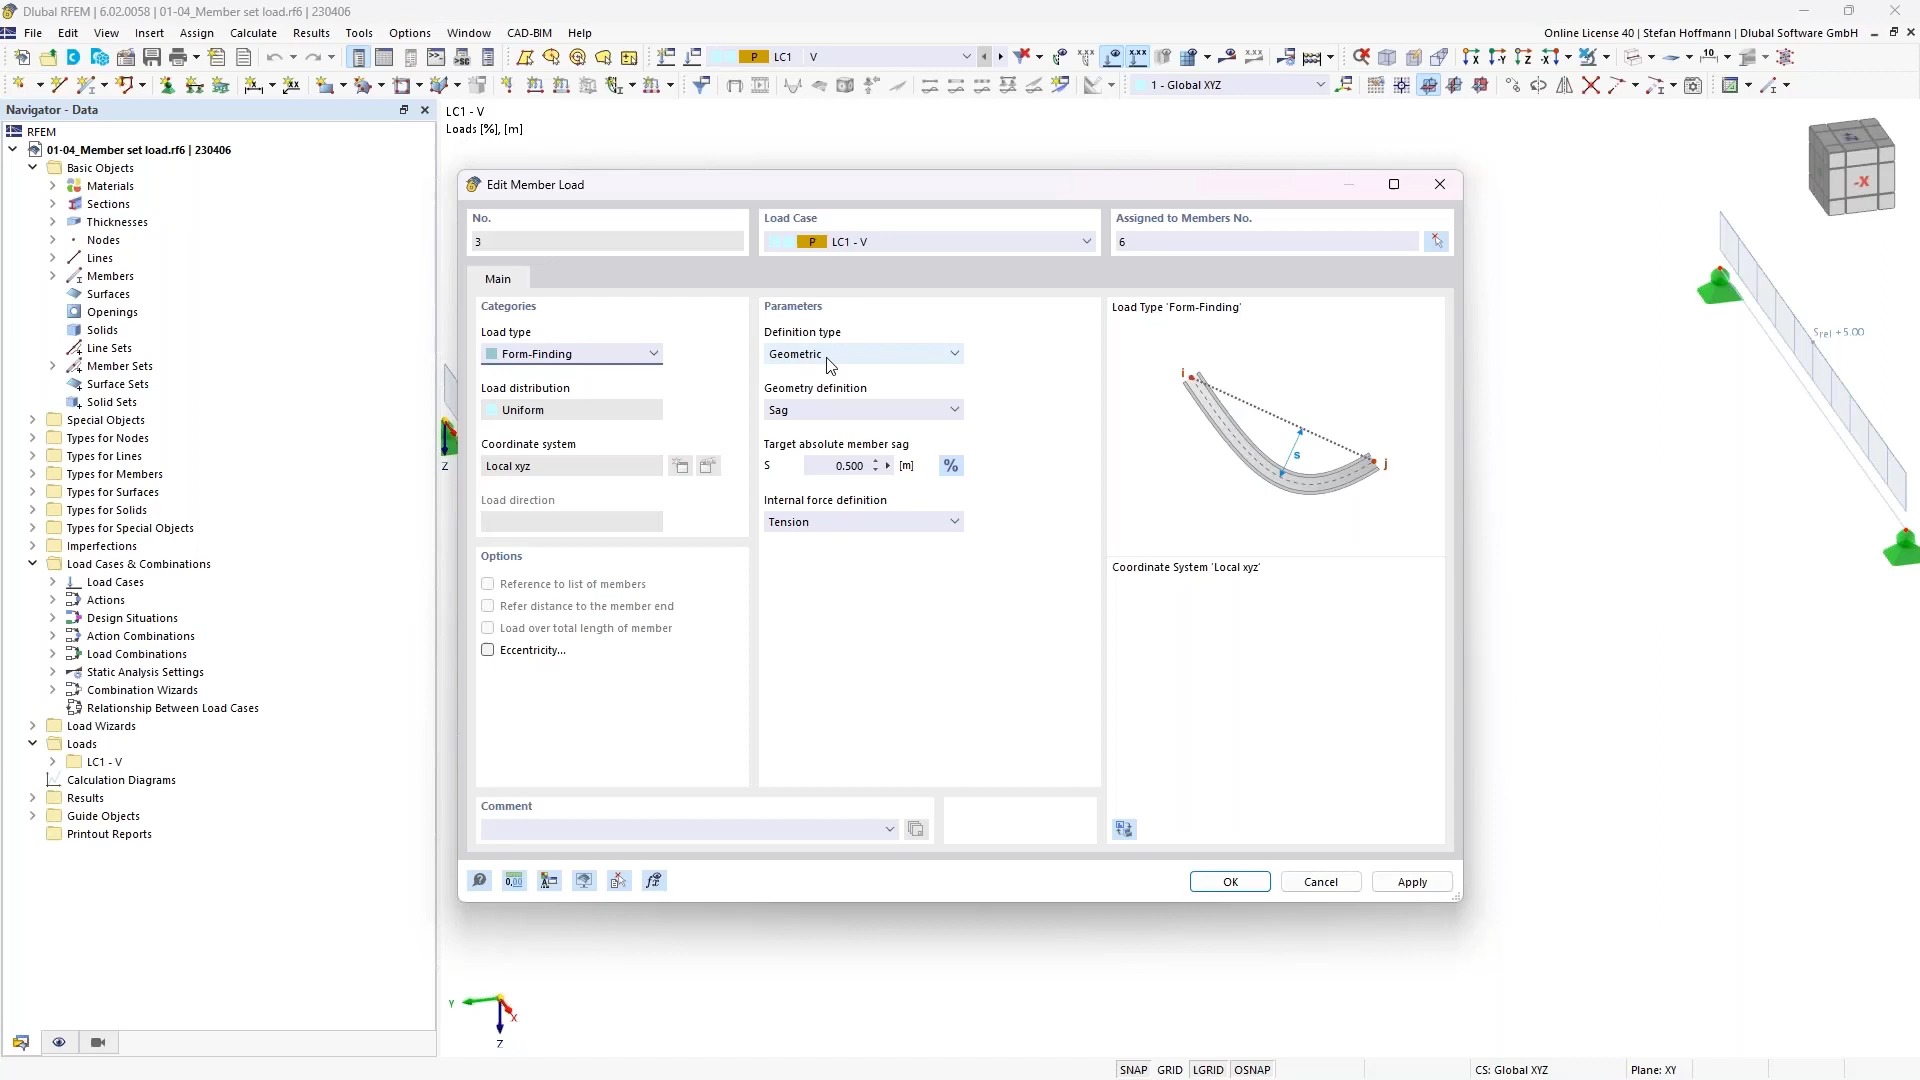 Dlubal RFEM | 6.02.0058 | 01-04_Member set load.rf6 | 230406
File Edit View Insert Assign Calculate Results Tools Options Window CAD-BIM Help
Online License 40 | Stefan Hoffmann | Dlubal Software GmbH
P LC1 V
1 - Global XYZ
Navigator - Data
RFEM
01-04_Member set load.rf6 | 230406
Basic Objects
Materials
Sections
Thicknesses
Nodes
Lines
Members
Surfaces
Openings
Solids
Line Sets
Member Sets
Surface Sets
Solid Sets
Special Objects
Types for Nodes
Types for Lines
Types for Members
Types for Surfaces
Types for Solids
Types for Special Objects
Imperfections
Load Cases & Combinations
Load Cases
Actions
Design Situations
Action Combinations
Load Combinations
Static Analysis Settings
Combination Wizards
Relationship Between Load Cases
Load Wizards
Loads
LC1 - V
Calculation Diagrams
Results
Guide Objects
Printout Reports
LC1 - V
Loads [%], [m]
Edit Member Load
No.
3
Load Case
P LC1 - V
Assigned to Members No.
6
Main
Categories
Load type
Form-Finding
Load distribution
Uniform
Coordinate system
Local xyz
Load direction
Options
Reference to list of members
Refer distance to the member end
Load over total length of member
Eccentricity...
Parameters
Definition type
Geometric
Geometry definition
Sag
Target absolute member sag
S 0.500 [m] %
Internal force definition
Tension
Load Type 'Form-Finding'
i
s
j
Coordinate System 'Local xyz'
Comment
OK Cancel Apply
-X
Srel +5.00
Z
Y
X
Z
SNAP GRID LGRID OSNAP
CS: Global XYZ
Plane: XY